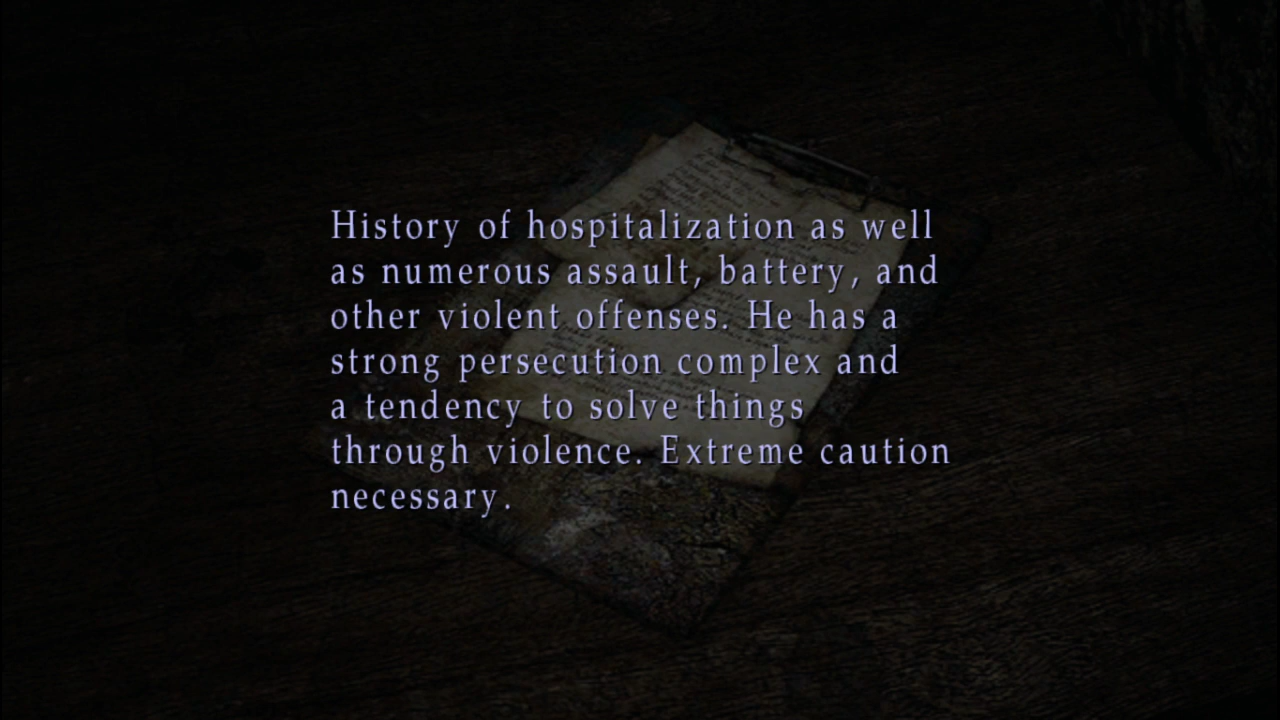 History of hospitalization as well
as numerous assault, battery, and
other violent offenses. He has a
strong persecution complex and
a tendency to solve things
through violence. Extreme caution
necessary.